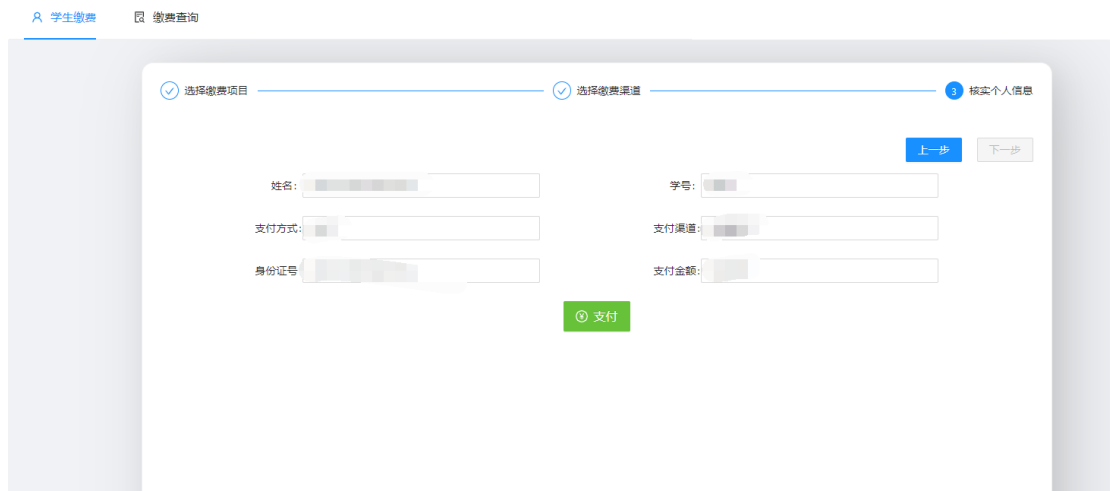 学生缴费 缴费查询
选择缴费项目 选择缴费渠道 3 核实个人信息
上一步 下一步
姓名: 学号:
支付方式: 支付渠道:
身份证号 支付金额:
支付